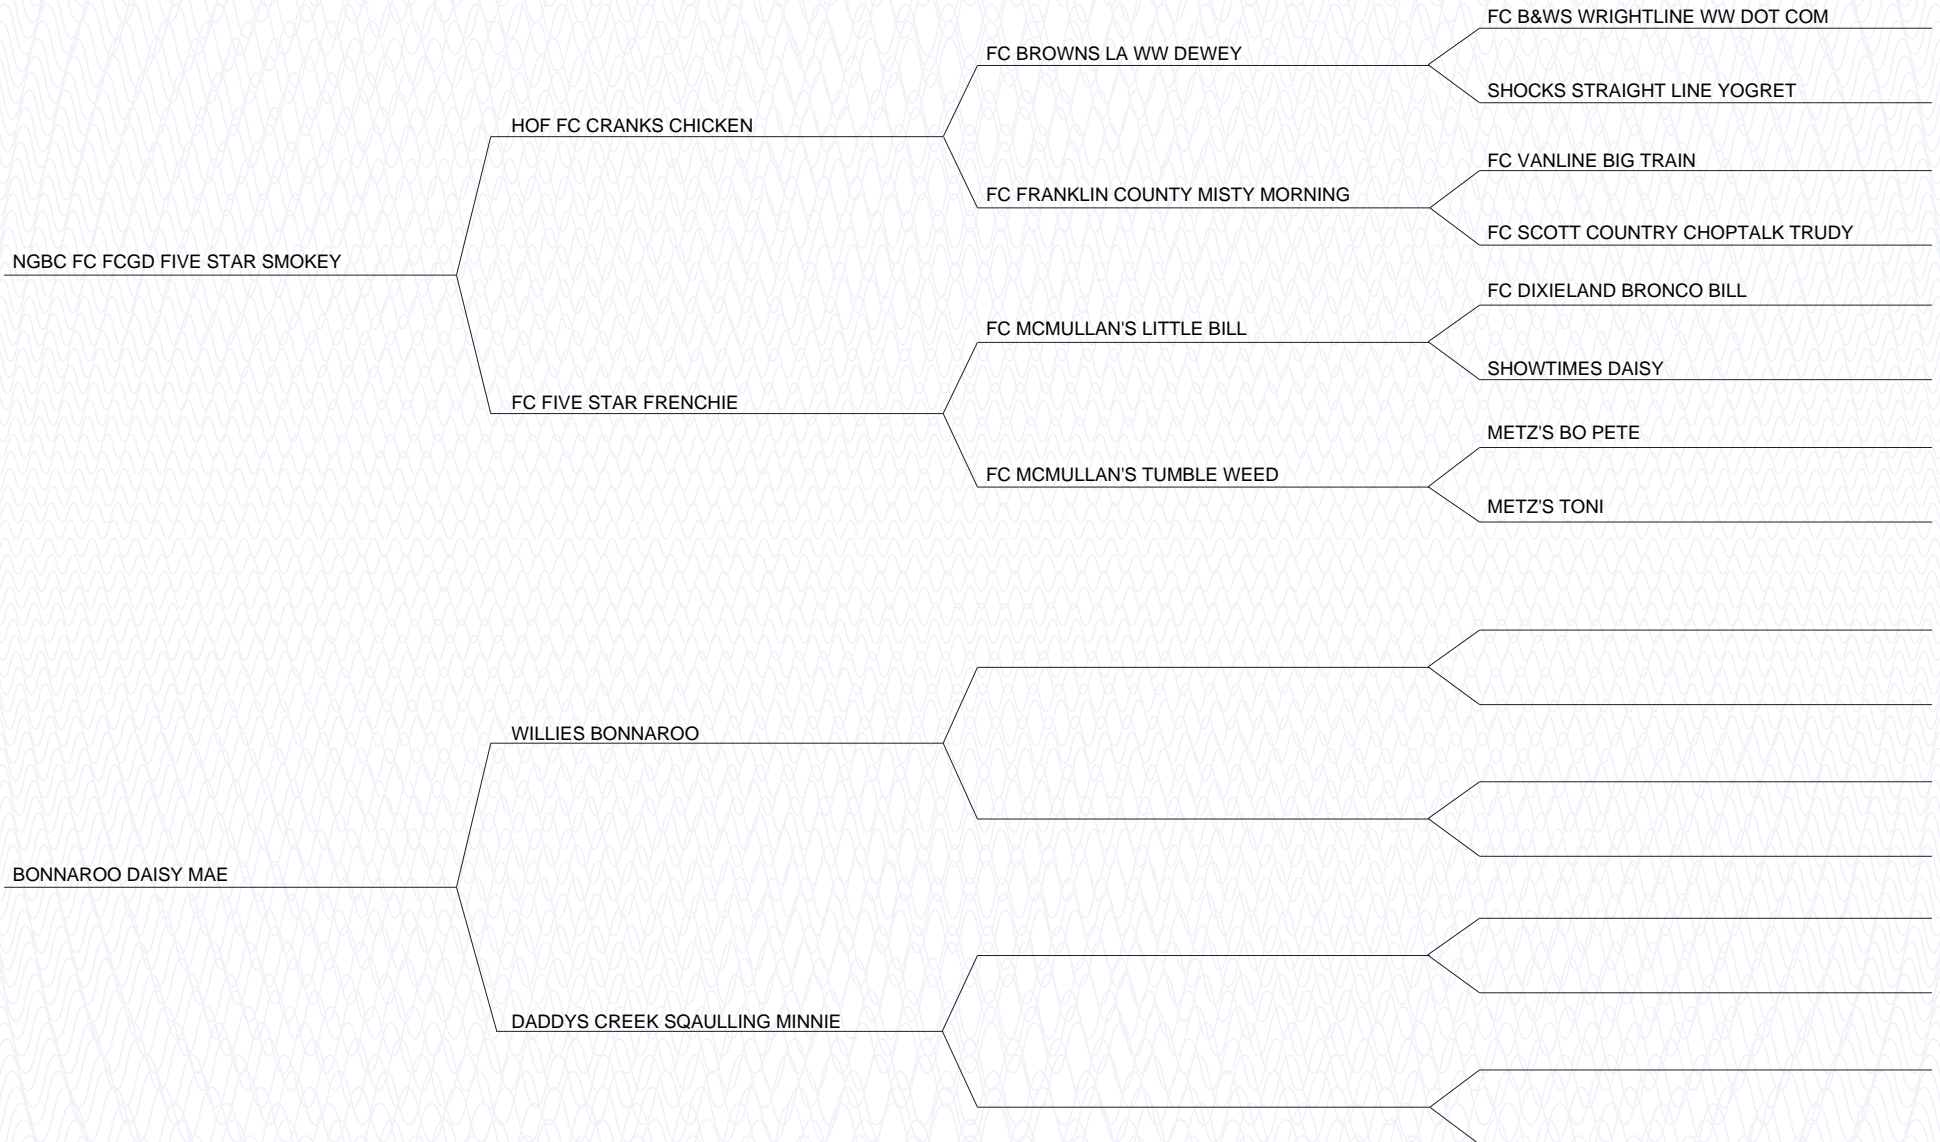 FC B&WS WRIGHTLINE WW DOT COM
FC BROWNS LA WW DEWEY
SHOCKS STRAIGHT LINE YOGRET
HOF FC CRANKS CHICKEN
FC VANLINE BIG TRAIN
FC FRANKLIN COUNTY MISTY MORNING
FC SCOTT COUNTRY CHOPTALK TRUDY
NGBC FC FCGD FIVE STAR SMOKEY
FC DIXIELAND BRONCO BILL
FC MCMULLAN'S LITTLE BILL
SHOWTIMES DAISY
FC FIVE STAR FRENCHIE
METZ'S BO PETE
FC MCMULLAN'S TUMBLE WEED
METZ'S TONI
WILLIES BONNAROO
BONNAROO DAISY MAE
DADDYS CREEK SQAULLING MINNIE